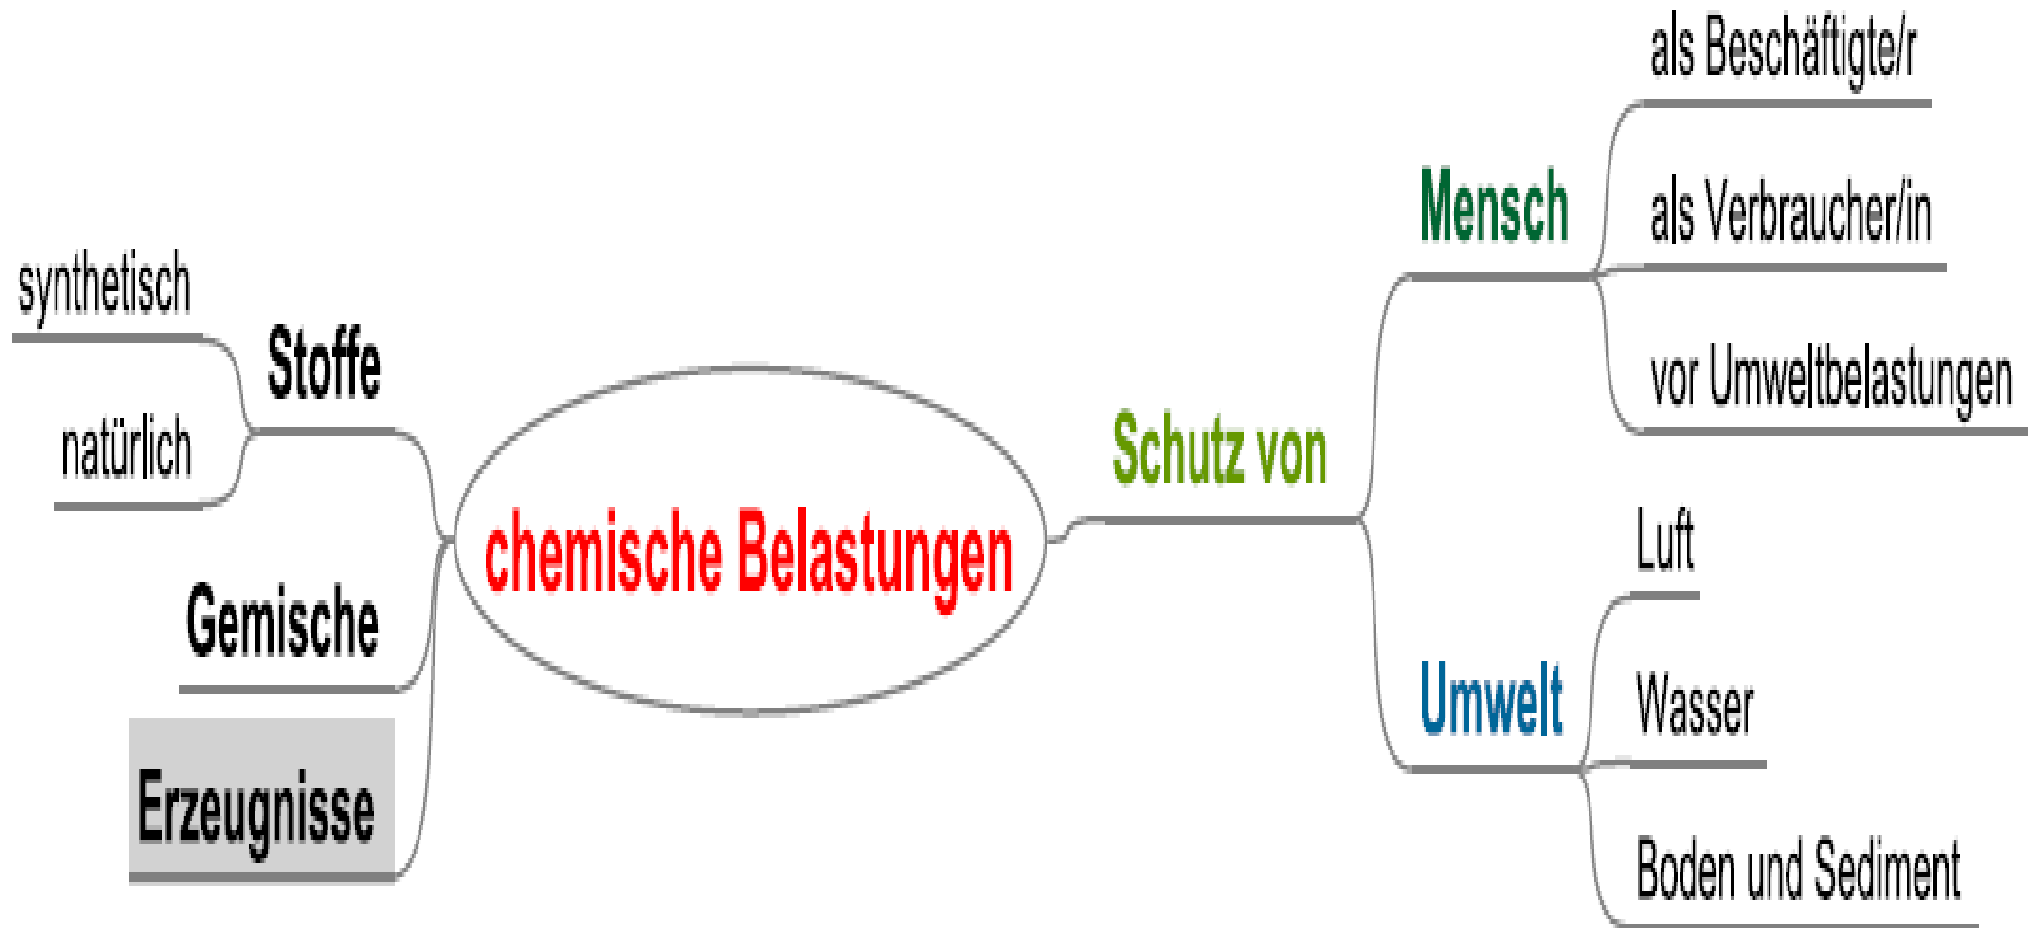 synthetisch
natürlich
Stoffe
Gemische
Erzeugnisse
chemische Belastungen
Schutz von
Mensch
als Beschäftigte/r
als Verbraucher/in
vor Umweltbelastungen
Umwelt
Luft
Wasser
Boden und Sediment